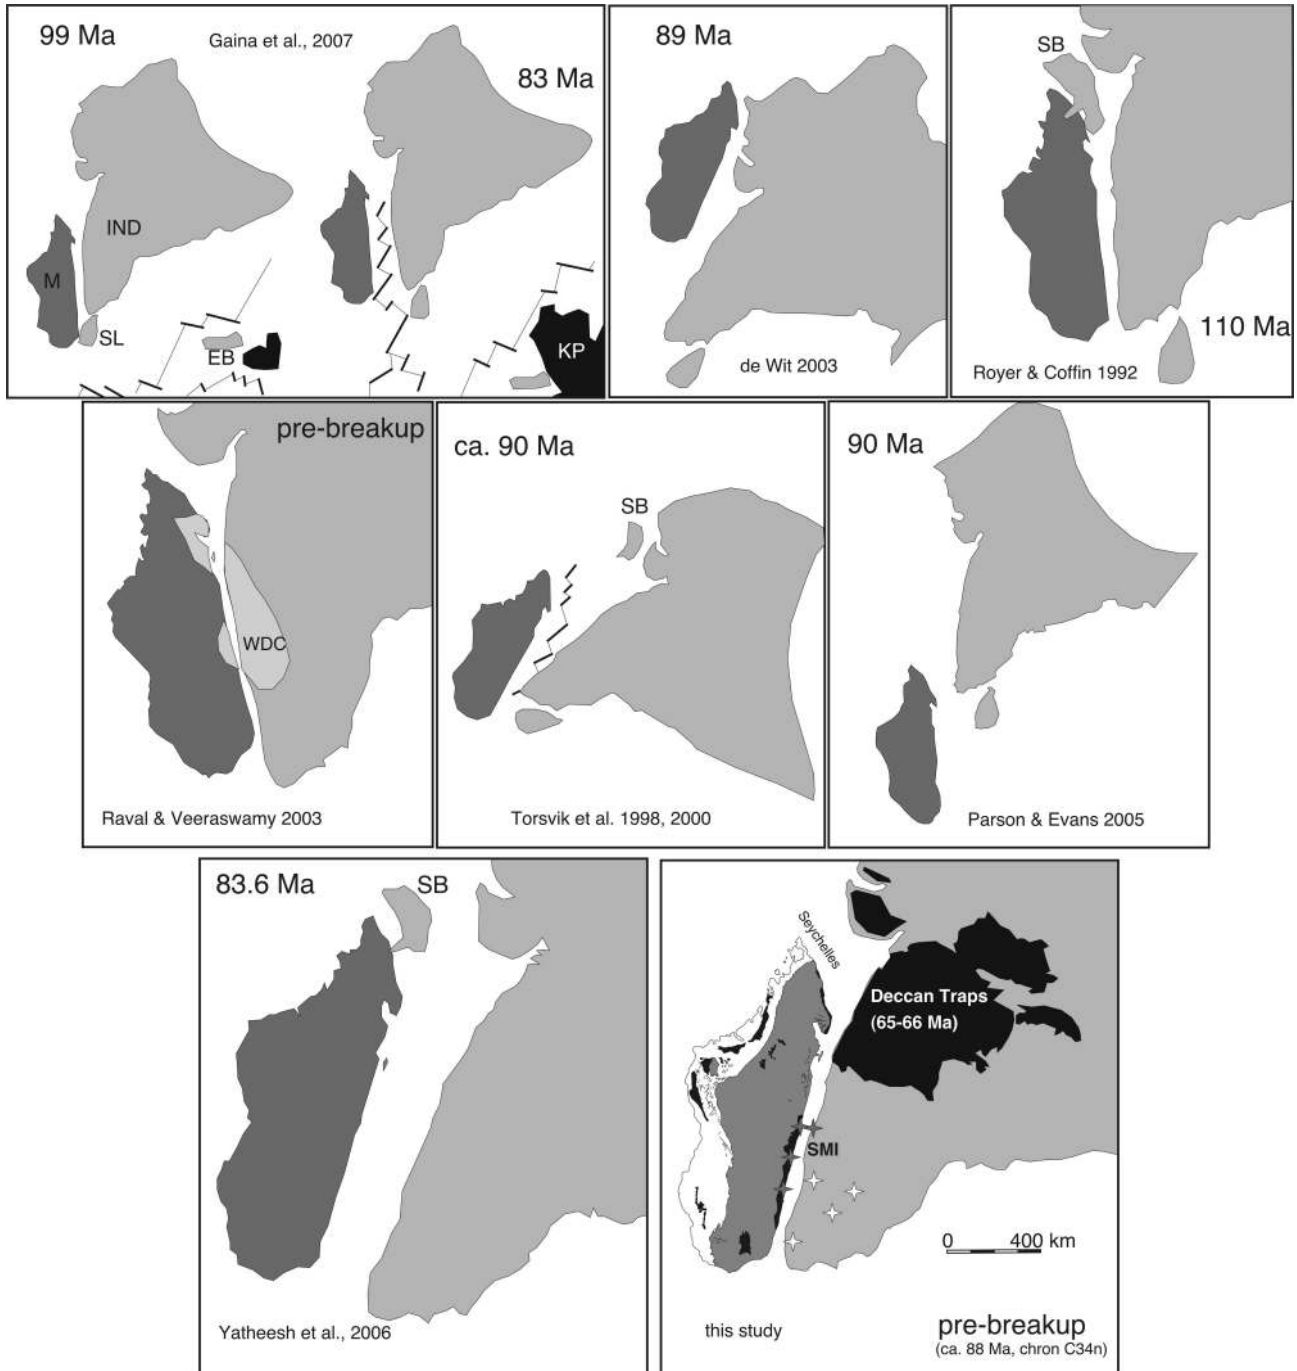 99 Ma
Gaina et al., 2007
83 Ma
IND
M
SL
EB
KP
89 Ma
de Wit 2003
SB
110 Ma
Royer & Coffin 1992
pre-breakup
WDC
Raval & Veeraswamy 2003
ca. 90 Ma
SB
Torsvik et al. 1998, 2000
90 Ma
Parson & Evans 2005
83.6 Ma
SB
Yatheesh et al., 2006
Seychelles
Deccan Traps
(65-66 Ma)
SMI
0 400 km
this study
pre-breakup
(ca. 88 Ma, chron C34n)